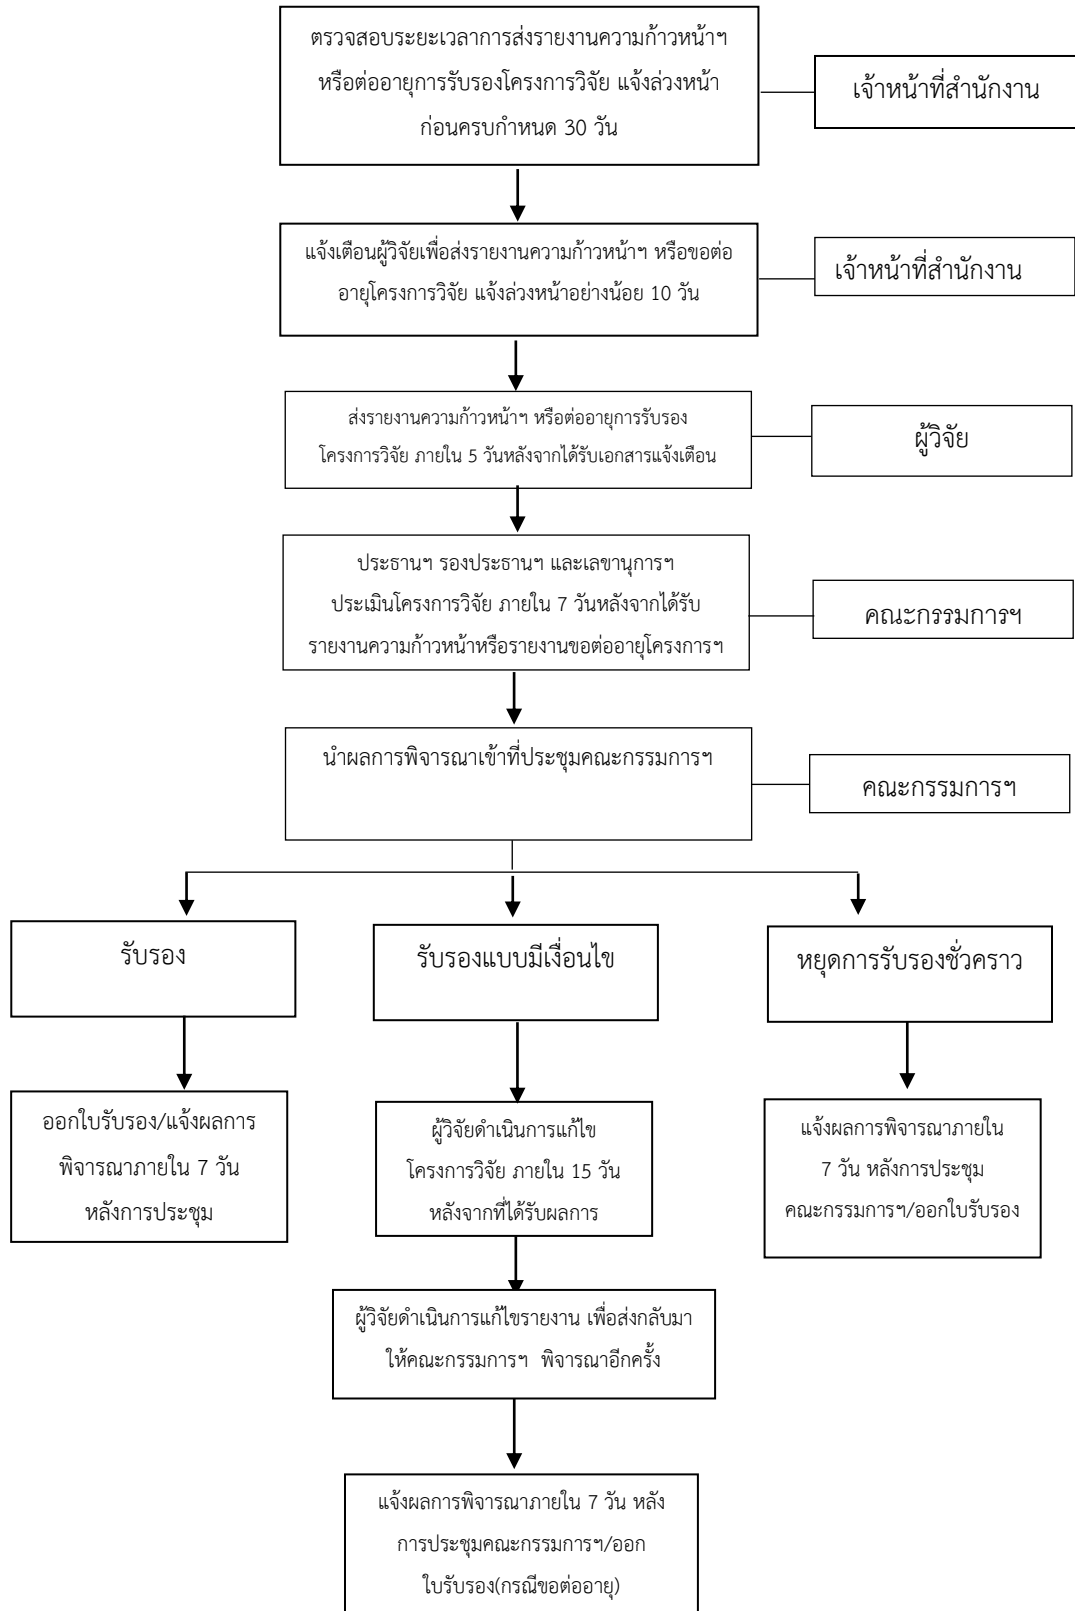 ตรวจสอบระยะเวลาการส่งรายงานความก้าวหน้าฯ
หรือต่ออายุการรับรองโครงการวิจัย แจ้งล่วงหน้า
ก่อนครบกำหนด 30 วัน
เจ้าหน้าที่สำนักงาน
แจ้งเตือนผู้วิจัยเพื่อส่งรายงานความก้าวหน้าฯ หรือขอต่อ
อายุโครงการวิจัย แจ้งล่วงหน้าอย่างน้อย 10 วัน
เจ้าหน้าที่สำนักงาน
ส่งรายงานความก้าวหน้าฯ หรือต่ออายุการรับรอง
โครงการวิจัย ภายใน 5 วันหลังจากได้รับเอกสารแจ้งเตือน
ผู้วิจัย
ประธานฯ รองประธานฯ และเลขานุการฯ
ประเมินโครงการวิจัย ภายใน 7 วันหลังจากได้รับ
รายงานความก้าวหน้าหรือรายงานขอต่ออายุโครงการฯ
คณะกรรมการฯ
นำผลการพิจารณาเข้าที่ประชุมคณะกรรมการฯ
คณะกรรมการฯ
รับรอง
รับรองแบบมีเงื่อนไข
หยุดการรับรองชั่วคราว
ออกใบรับรอง/แจ้งผลการ
พิจารณาภายใน 7 วัน
หลังการประชุม
ผู้วิจัยดำเนินการแก้ไข
โครงการวิจัย ภายใน 15 วัน
หลังจากที่ได้รับผลการ
แจ้งผลการพิจารณาภายใน
7 วัน หลังการประชุม
คณะกรรมการฯ/ออกใบรับรอง
ผู้วิจัยดำเนินการแก้ไขรายงาน เพื่อส่งกลับมา
ให้คณะกรรมการฯ พิจารณาอีกครั้ง
แจ้งผลการพิจารณาภายใน 7 วัน หลัง
การประชุมคณะกรรมการฯ/ออก
ใบรับรอง(กรณีขอต่ออายุ)